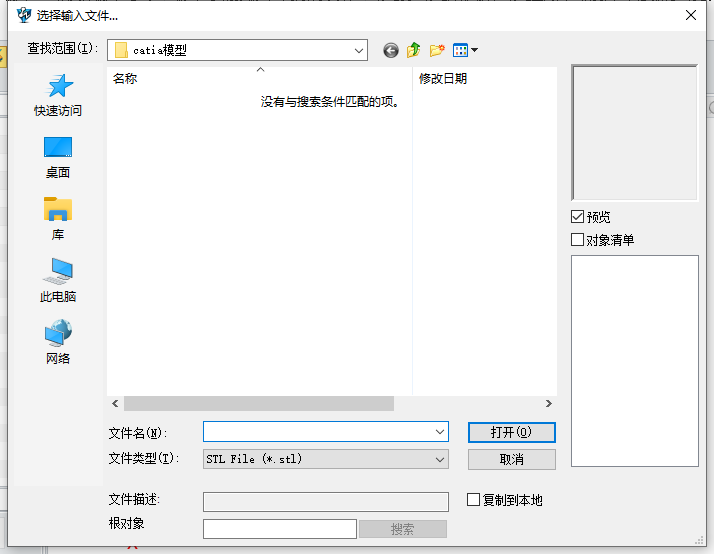 选择输入文件...
查找范围(I):
catia模型
快速访问
桌面
库
此电脑
网络
名称
修改日期
没有与搜索条件匹配的项。
预览
对象清单
文件名(N):
打开(O)
文件类型(T):
STL File (*.stl)
取消
文件描述:
复制到本地
根对象
搜索